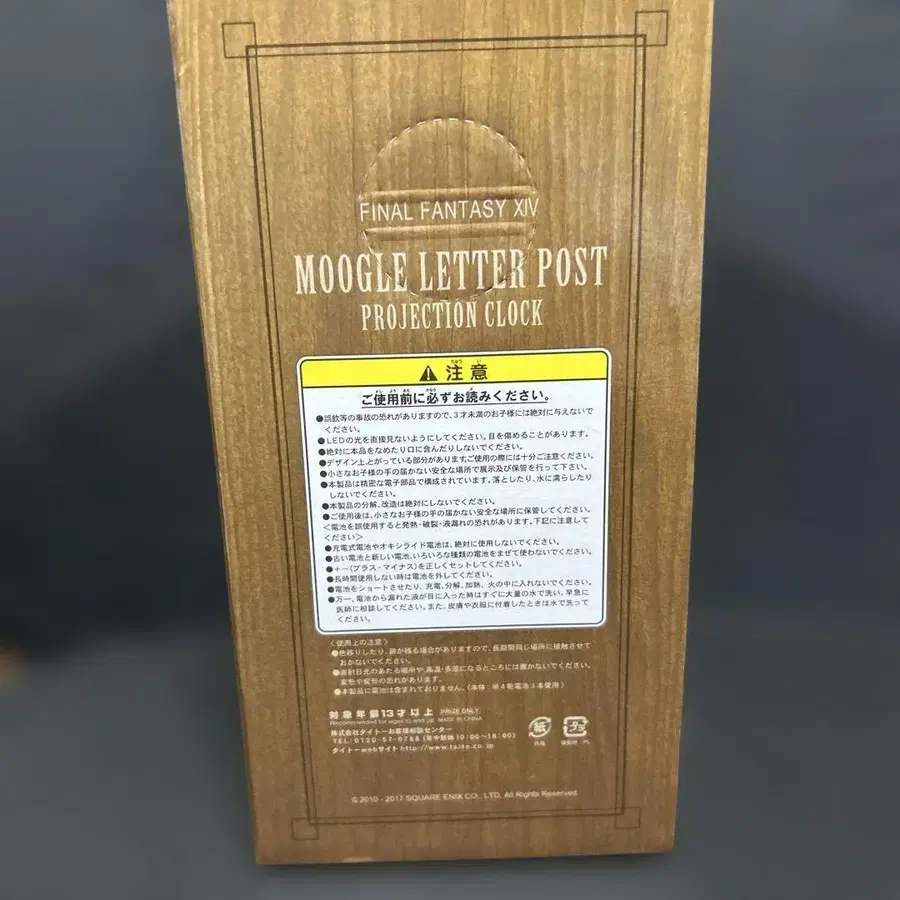 FINAL FANTASY XIV
MOOGLE LETTER POST
PROJECTION CLOCK
注意
ご使用前に必ずお読みください。
●誤飲等の事故の恐れがありますので、3才未満のお子様には絶対に与えないで
ください。
●LEDの光を直接見ないようにしてください。目を傷めることがあります。
●絶対に本品をなめたり口に含んだりしないでください。
●デザイン上、とがっている部分があります。ご使用の際には十分ご注意ください。
●小さなお子様の手の届かない安全な場所で展示及び保管を行って下さい。
●本製品は精密な電子部品で構成されています。落としたり、水に濡らしたり
しないでください。
●本製品の分解、改造は絶対にしないでください。
●ご使用後は、小さなお子様の手の届かない安全な場所に保管してください。
＜電池を誤使用すると発熱・破裂・液漏れの恐れがあります。下記に注意して
ください＞
●充電式電池やオキシライド電池は、絶対に使用しないでください。
●古い電池と新しい電池、いろいろな種類の電池をまぜて使わないでください。
●＋－(プラス・マイナス)を正しくセットしてください。
●長時間使用しない時は電池を外してください。
●電池をショートさせたり、充電、分解、加熱、火の中に入れないでください。
●万一、電池から漏れた液が目に入った時はすぐに大量の水で洗い、早急に
医師に相談してください。また、皮膚や衣服に付着したときは水で洗って
ください。
〈使用上の注意〉
●色移りしたり、跡が残る場合がありますので、長期間同じ場所に接触させて
おかないでください。
●直射日光のあたる場所や、高温・多湿になるところには置かないでください。
変色や変形の恐れがあります。
●本製品に電池は含まれておりません。(本体：単4乾電池3本使用)
対象年齢13才以上 PRIZE ONLY
Recommended for ages 13 and up MADE IN CHINA
株式会社タイトーお客様相談センター
TEL:0120-57-0788 (年中無休 10:00～18:00)
タイトーwebサイト http://www.taito.co.jp
紙 プラ
外箱
© 2010 - 2017 SQUARE ENIX CO., LTD. All Rights Reserved.